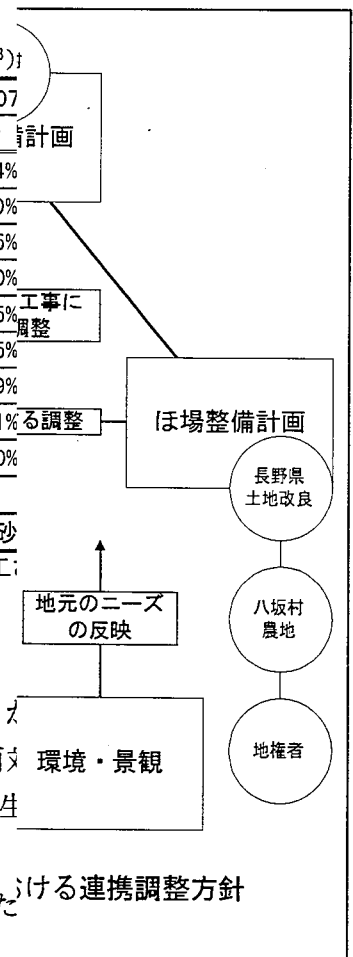 計画
工事に
調整
る調整
ほ場整備計画
長野県
土地改良
八坂村
農地
地権者
地元のニーズ
の反映
環境・景観
ける連携調整方針